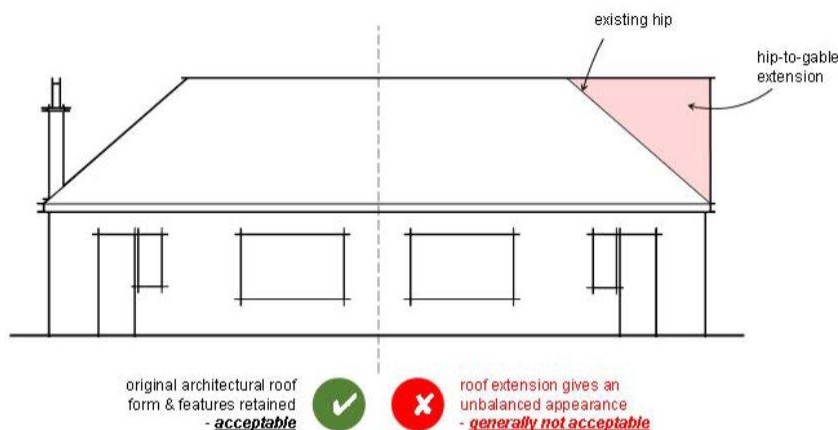 existing hip
hip-to-gable
extension
original architectural roof
form & features retained
- acceptable
roof extension gives an
unbalanced appearance
- generally not acceptable